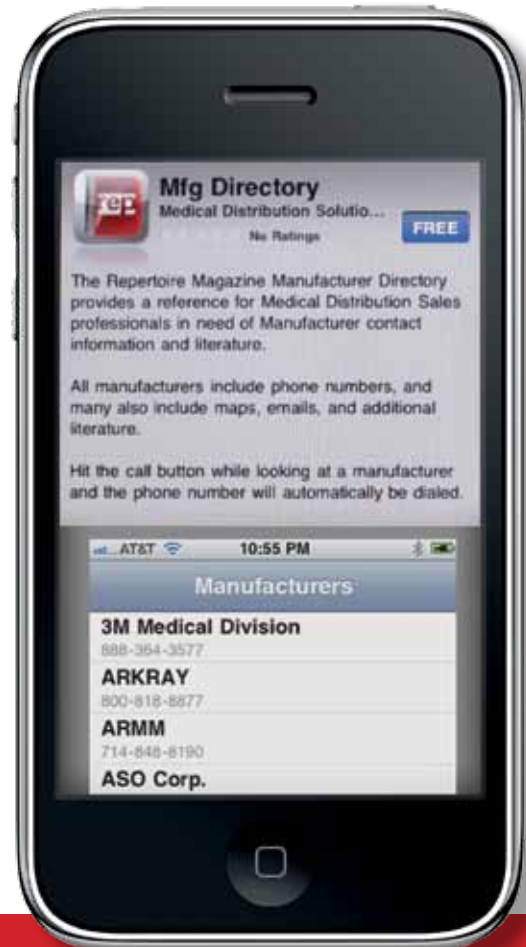 rep
Mfg Directory
Medical Distribution Solutio...
No Ratings
FREE
The Repertoire Magazine Manufacturer Directory
provides a reference for Medical Distribution Sales
professionals in need of Manufacturer contact
information and literature.
All manufacturers include phone numbers, and
many also include maps, emails, and additional
literature.
Hit the call button while looking at a manufacturer
and the phone number will automatically be dialed.
AT&T 10:55 PM
Manufacturers
3M Medical Division
888-364-3577
ARKRAY
800-818-8877
ARMM
714-848-8190
ASO Corp.